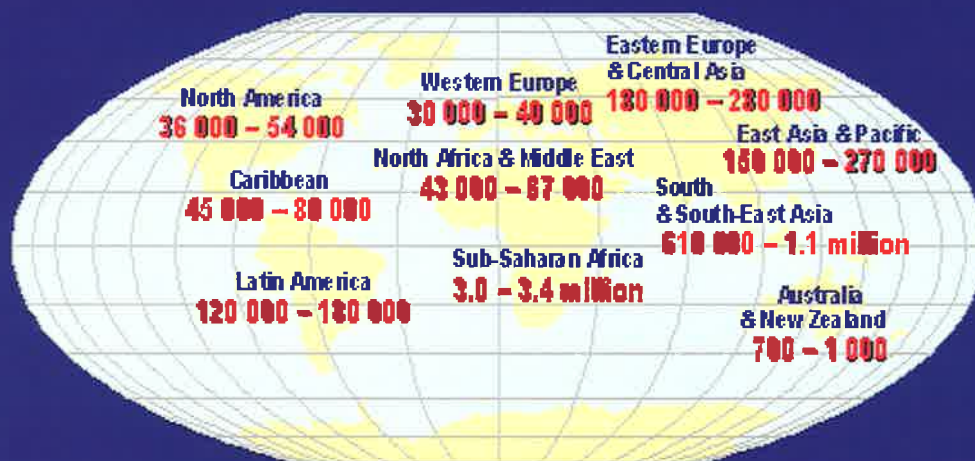 Eastern Europe
& Central Asia
180 000 – 280 000
Western Europe
30 000 – 40 000
North America
36 000 – 54 000
East Asia & Pacific
150 000 – 270 000
North Africa & Middle East
43 000 – 67 000
Caribbean
45 000 – 80 000
South
& South-East Asia
610 000 – 1.1 million
Sub-Saharan Africa
3.0 – 3.4 million
Latin America
120 000 – 180 000
Australia
& New Zealand
700 – 1 000